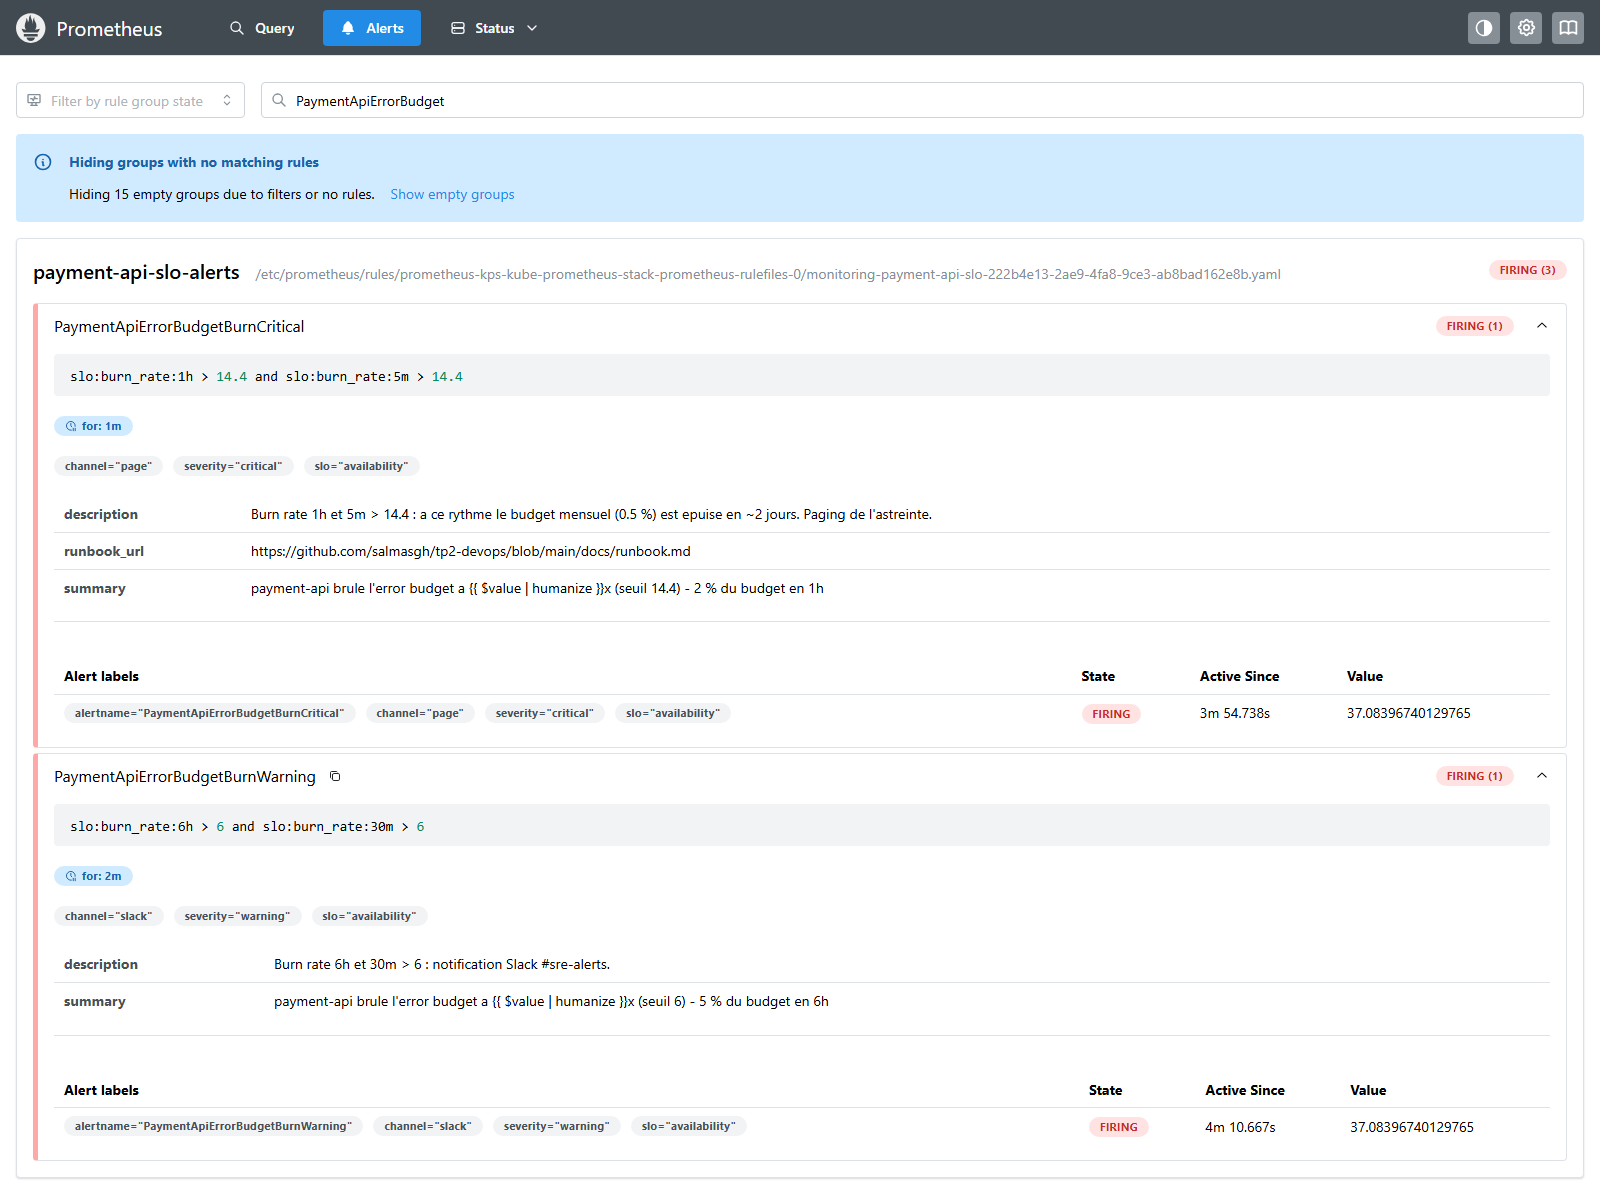 Prometheus
Query
Alerts
Status
Filter by rule group state
PaymentApiErrorBudget
Hiding groups with no matching rules
Hiding 15 empty groups due to filters or no rules. Show empty groups
payment-api-slo-alerts /etc/prometheus/rules/prometheus-kps-kube-prometheus-stack-prometheus-rulefiles-0/monitoring-payment-api-slo-222b4e13-2ae9-4fa8-9ce3-ab8bad162e8b.yaml FIRING (3)
PaymentApiErrorBudgetBurnCritical FIRING (1)
slo:burn_rate:1h > 14.4 and slo:burn_rate:5m > 14.4
for: 1m
channel="page" severity="critical" slo="availability"
description Burn rate 1h et 5m > 14.4 : a ce rythme le budget mensuel (0.5 %) est epuise en ~2 jours. Paging de l'astreinte.
runbook_url https://github.com/salmasgh/tp2-devops/blob/main/docs/runbook.md
summary payment-api brule l'error budget a {{ $value | humanize }}x (seuil 14.4) - 2 % du budget en 1h
Alert labels State Active Since Value
alertname="PaymentApiErrorBudgetBurnCritical" channel="page" severity="critical" slo="availability" FIRING 3m 54.738s 37.08396740129765
PaymentApiErrorBudgetBurnWarning FIRING (1)
slo:burn_rate:6h > 6 and slo:burn_rate:30m > 6
for: 2m
channel="slack" severity="warning" slo="availability"
description Burn rate 6h et 30m > 6 : notification Slack #sre-alerts.
summary payment-api brule l'error budget a {{ $value | humanize }}x (seuil 6) - 5 % du budget en 6h
Alert labels State Active Since Value
alertname="PaymentApiErrorBudgetBurnWarning" channel="slack" severity="warning" slo="availability" FIRING 4m 10.667s 37.08396740129765